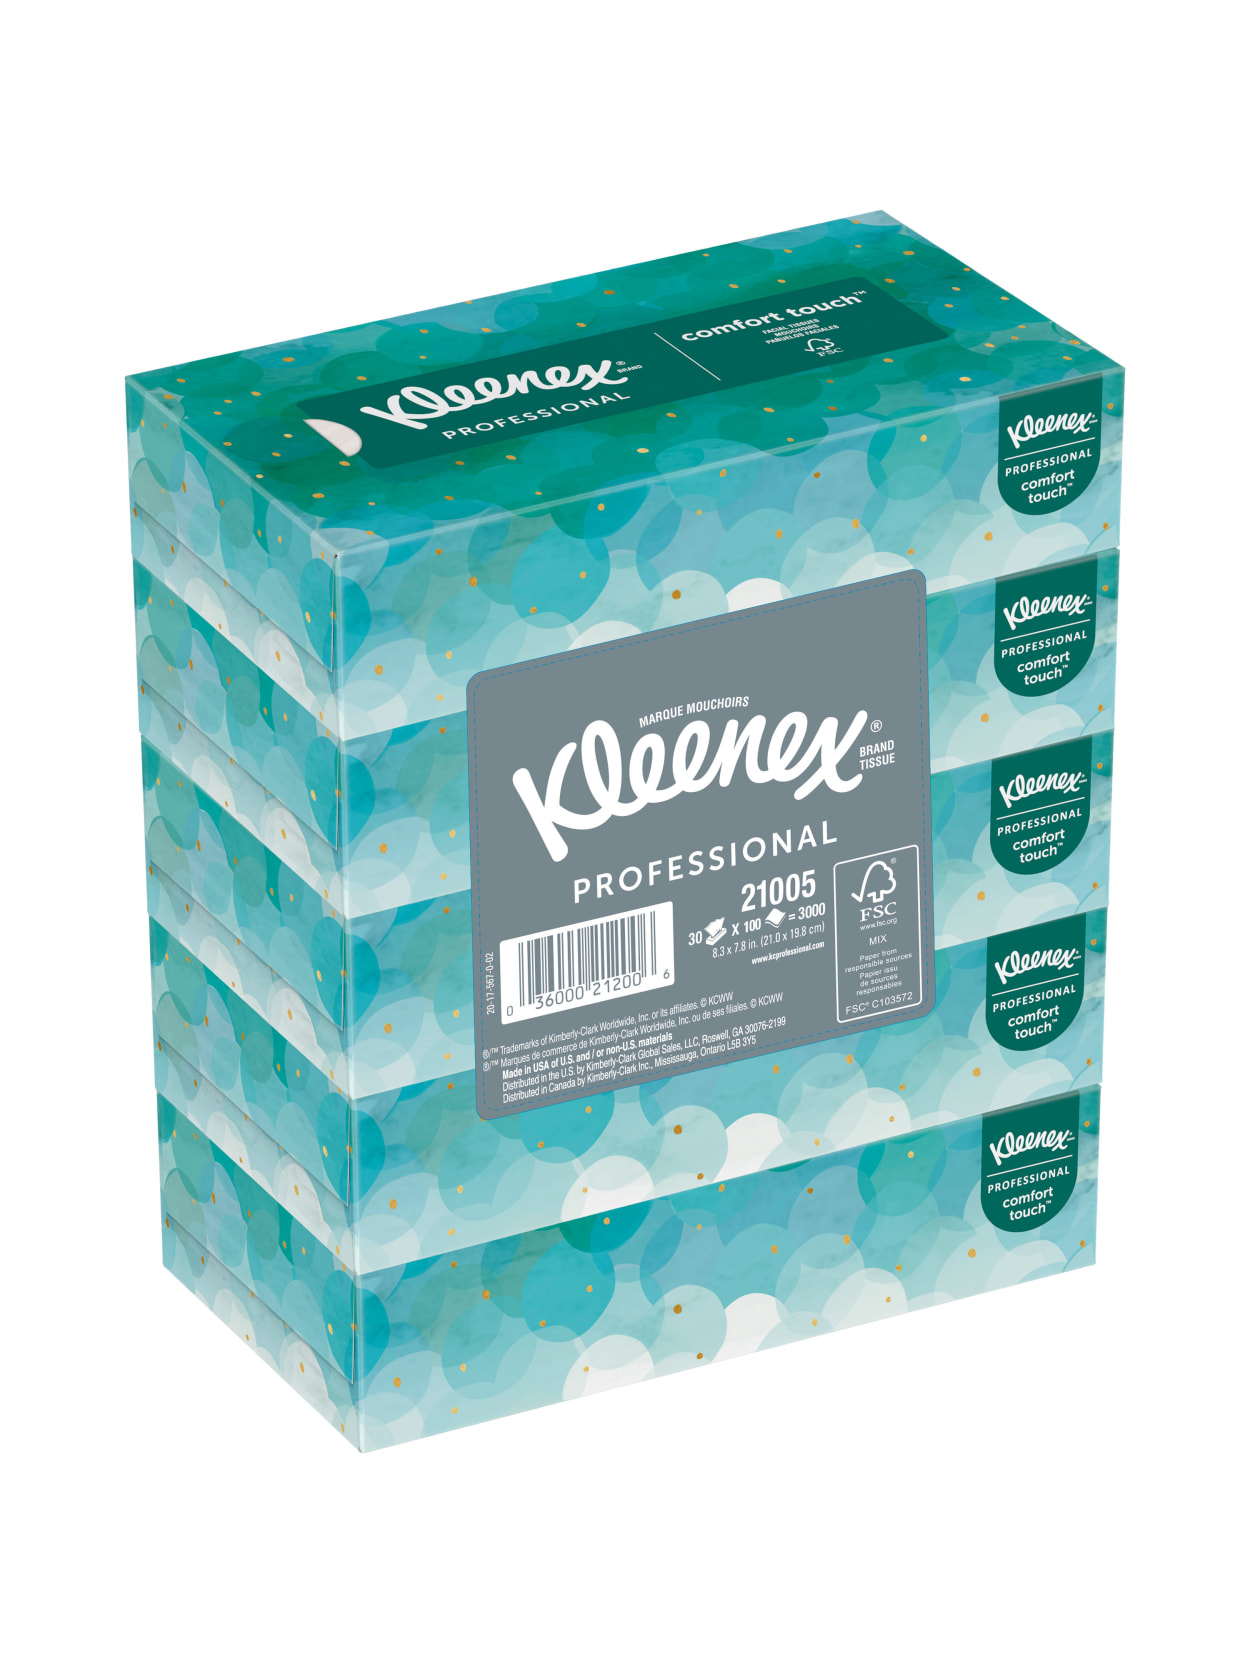 Kleenex® BRAND
PROFESSIONAL
comfort touch™
FACIAL TISSUES
MOUCHOIRS
PAÑUELOS FACIALES
FSC
Kleenex®
PROFESSIONAL
comfort
touch™
Kleenex®
PROFESSIONAL
comfort
touch™
Kleenex®
PROFESSIONAL
comfort
touch™
Kleenex®
PROFESSIONAL
comfort
touch™
Kleenex®
PROFESSIONAL
comfort
touch™
MARQUE MOUCHOIRS
Kleenex®
BRAND
TISSUE
PROFESSIONAL
21005
30 X 100 = 3000
8.3 x 7.8 in. (21.0 x 19.8 cm)
www.kcprofessional.com
®
FSC
www.fsc.org
MIX
Paper from
responsible sources
Papier issu
de sources
responsables
FSC® C103572
20-17-567-0-02
0 36000 21200 6
®/™ Trademarks of Kimberly-Clark Worldwide, Inc. or its affiliates. © KCWW
®/™ Marques de commerce de Kimberly-Clark Worldwide, Inc. ou de ses filiales. © KCWW
Made in USA of U.S. and / or non-U.S. materials
Distributed in the U.S. by Kimberly-Clark Global Sales, LLC, Roswell, GA 30076-2199
Distributed in Canada by Kimberly-Clark Inc., Mississauga, Ontario L5B 3Y5